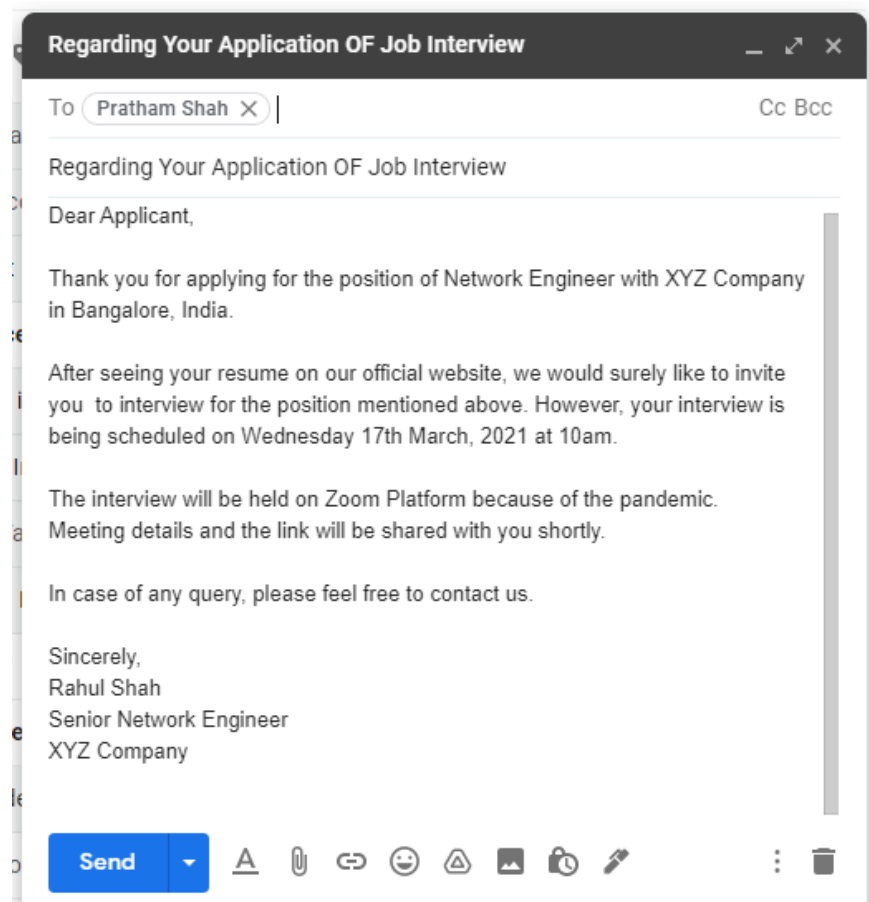 Regarding Your Application OF Job Interview
To Pratham Shah Cc Bcc
Regarding Your Application OF Job Interview
Dear Applicant,
Thank you for applying for the position of Network Engineer with XYZ Company
in Bangalore, India.
After seeing your resume on our official website, we would surely like to invite
you  to interview for the position mentioned above. However, your interview is
being scheduled on Wednesday 17th March, 2021 at 10am.
The interview will be held on Zoom Platform because of the pandemic.
Meeting details and the link will be shared with you shortly.
In case of any query, please feel free to contact us.
Sincerely,
Rahul Shah
Senior Network Engineer
XYZ Company
Send